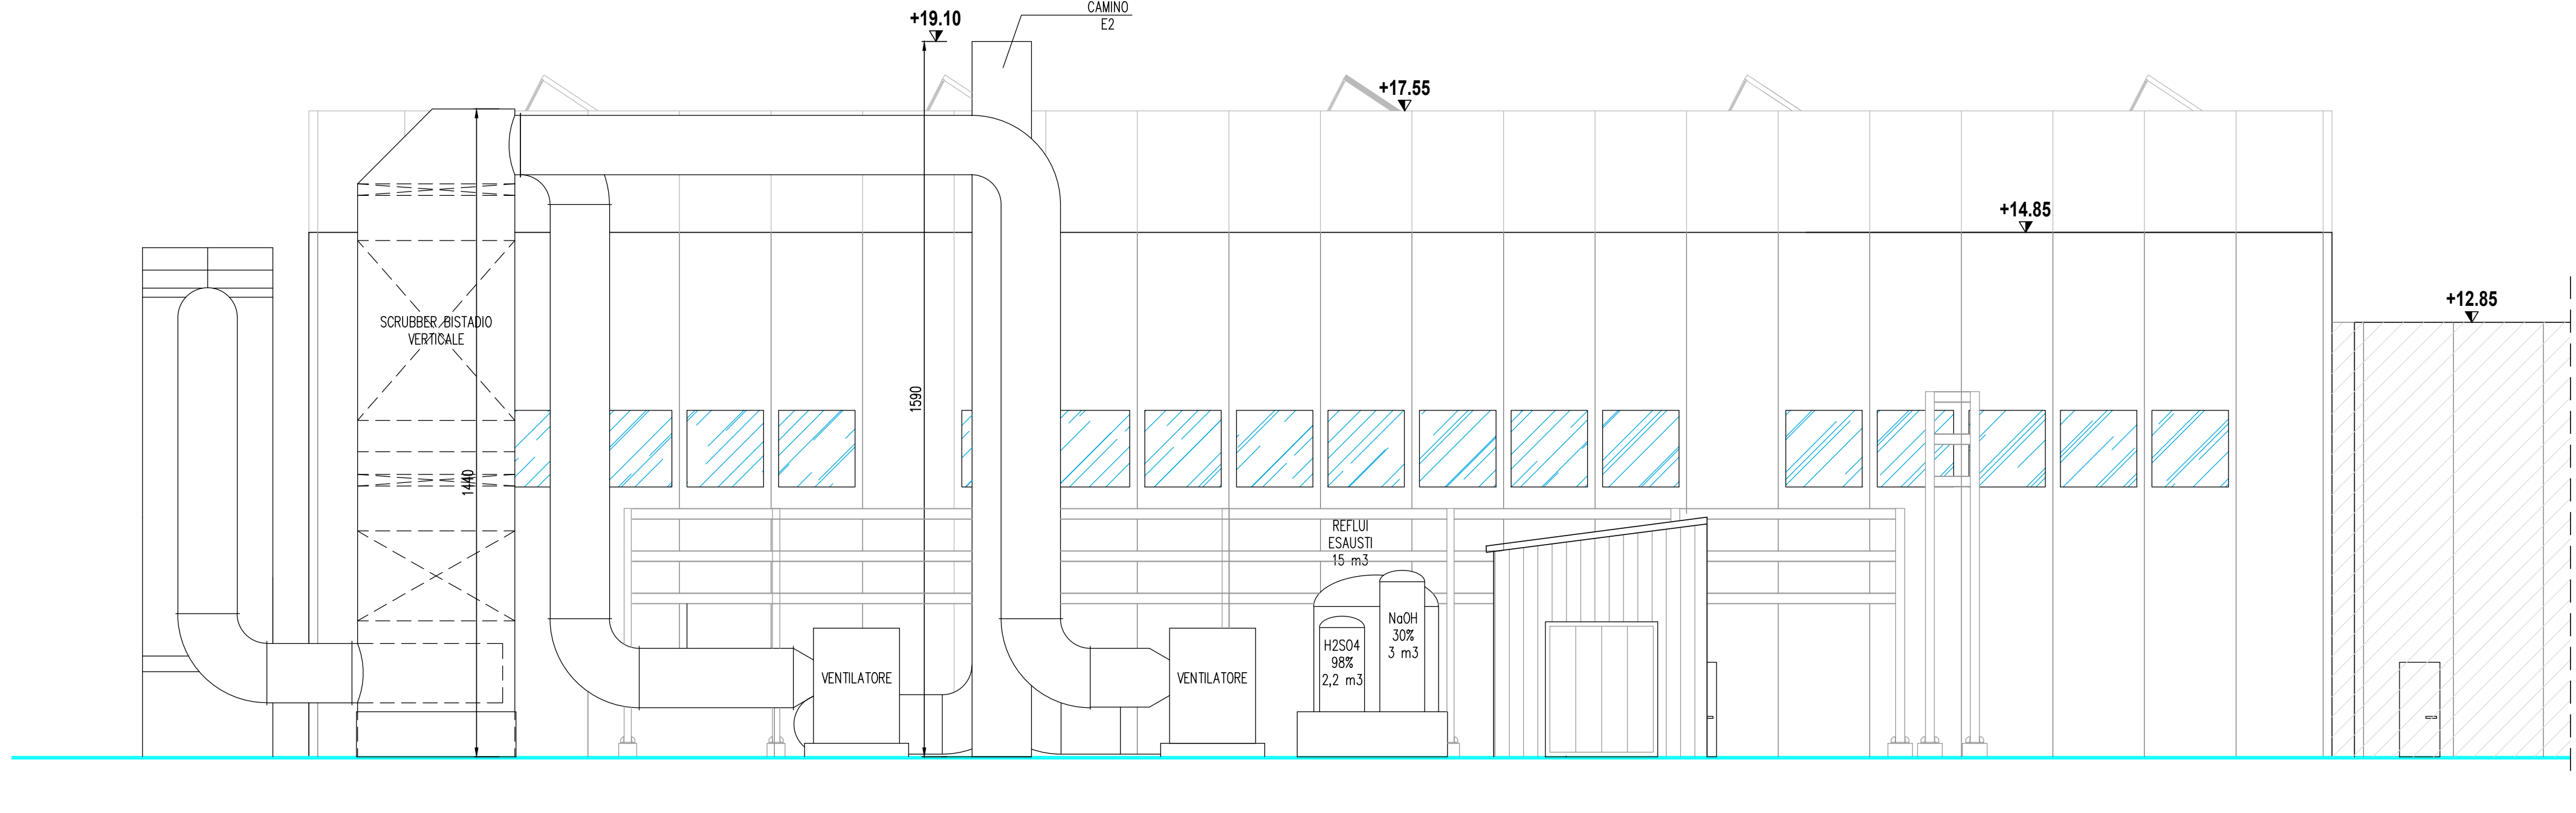 CAMINO
E2
+19.10
+17.55
+14.85
+12.85
SCRUBBER BISTADIO
VERTICALE
1590
1440
REFLUI
ESAUSTI
15 m3
NaOH
30%
3 m3
H2SO4
98%
2,2 m3
VENTILATORE
VENTILATORE